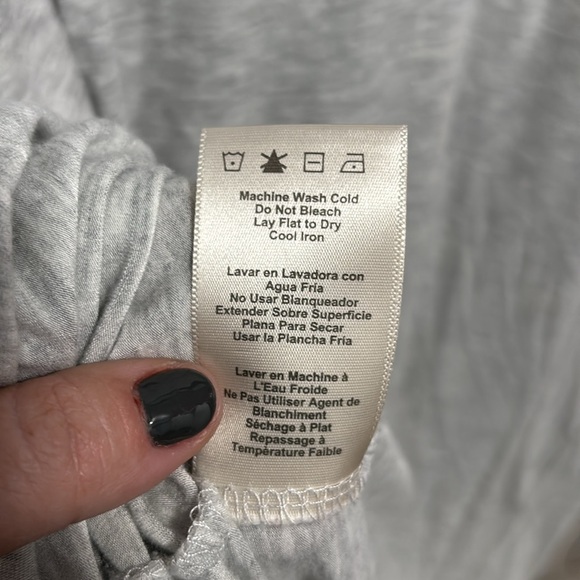 Machine Wash Cold
Do Not Bleach
Lay Flat to Dry
Cool Iron
Lavar en Lavadora con
Agua Fría
No Usar Blanqueador
Extender Sobre Superficie
Plana Para Secar
Usar la Plancha Fría
Laver en Machine à
L'Eau Froide
Ne Pas Utiliser Agent de
Blanchiment
Séchage à Plat
Repassage à
Température Faible